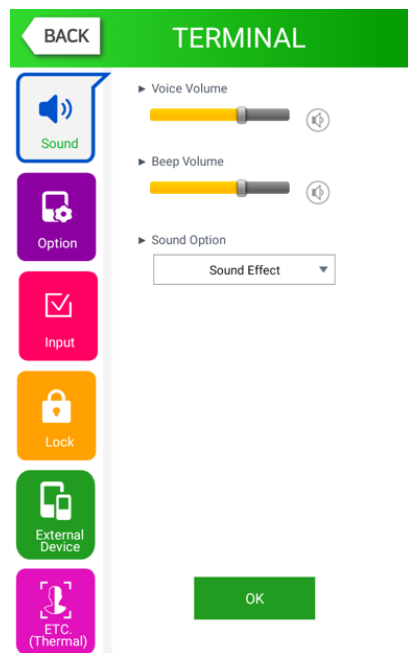 BACK
TERMINAL
Sound
Option
Input
Lock
External
Device
ETC.
(Thermal)
► Voice Volume
► Beep Volume
► Sound Option
Sound Effect ▼
OK